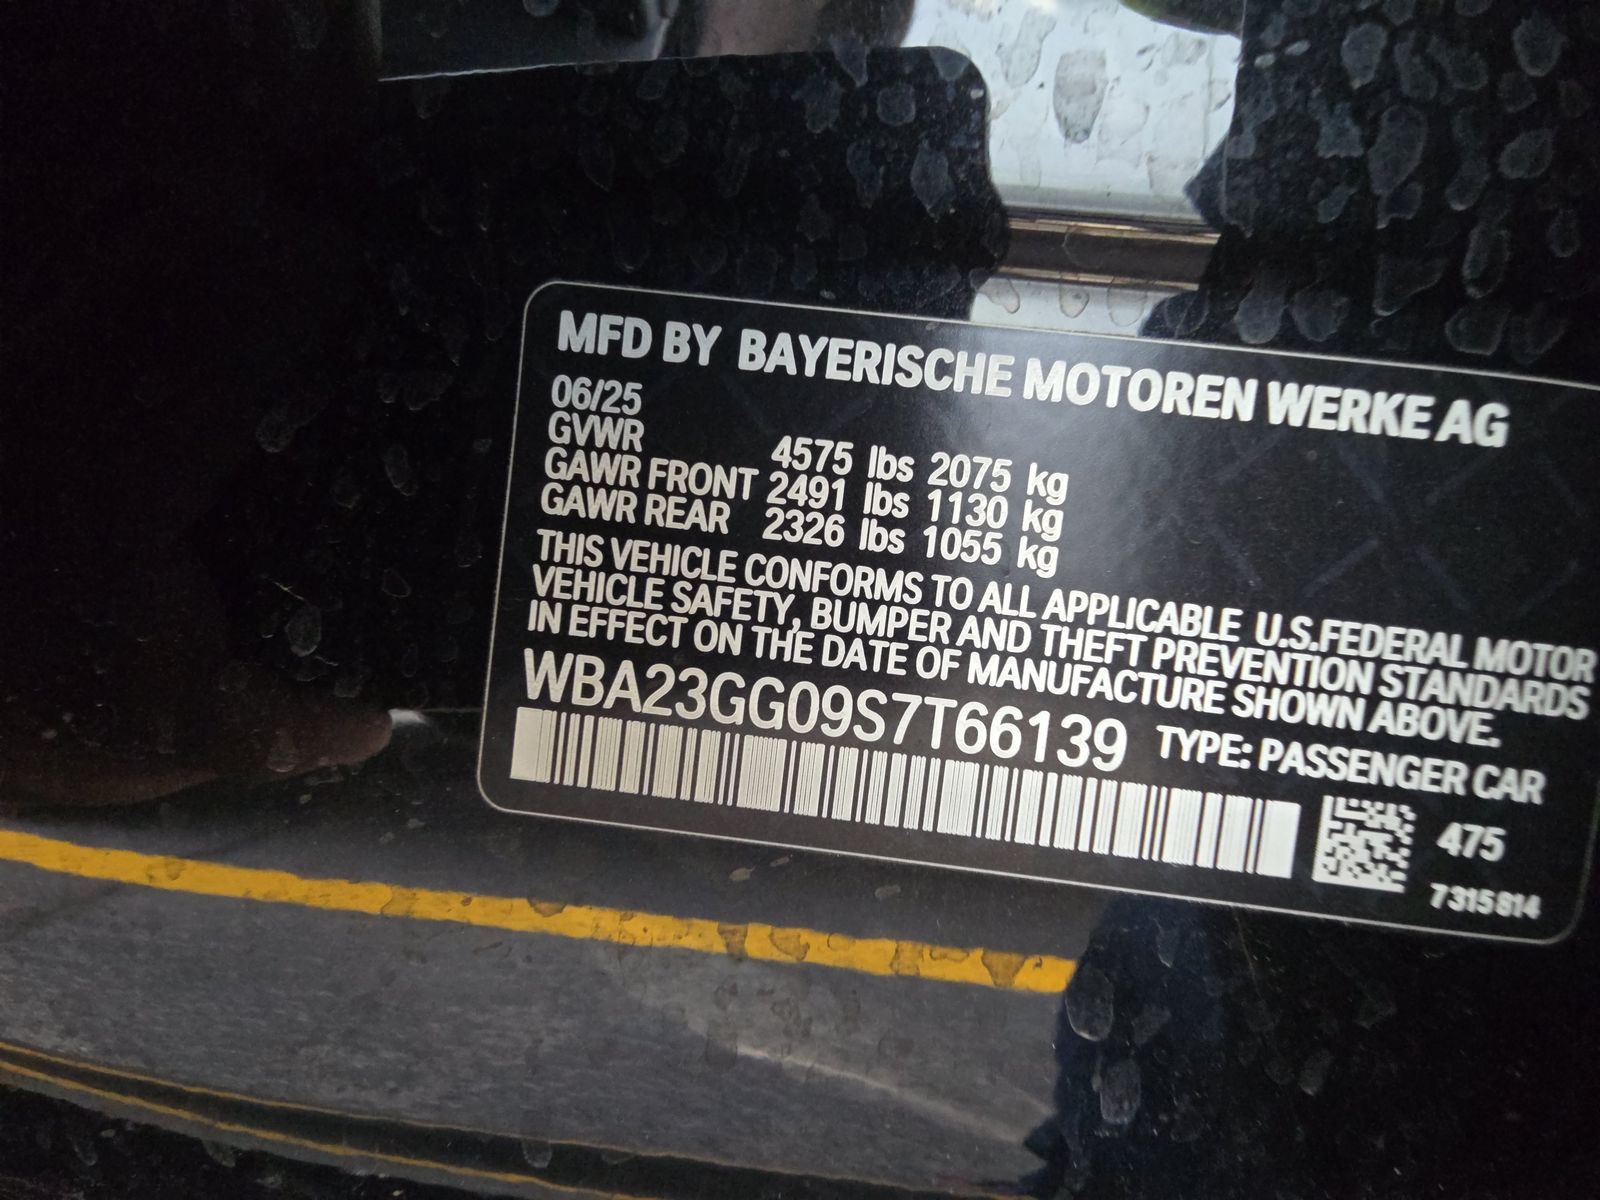 MFD BY BAYERISCHE MOTOREN WERKE AG
06/25
GVWR 4575 lbs 2075 kg
GAWR FRONT 2491 lbs 1130 kg
GAWR REAR 2326 lbs 1055 kg
THIS VEHICLE CONFORMS TO ALL APPLICABLE U.S.FEDERAL MOTOR
VEHICLE SAFETY, BUMPER AND THEFT PREVENTION STANDARDS
IN EFFECT ON THE DATE OF MANUFACTURE SHOWN ABOVE.
WBA23GG09S7T66139 TYPE: PASSENGER CAR
475
7315814